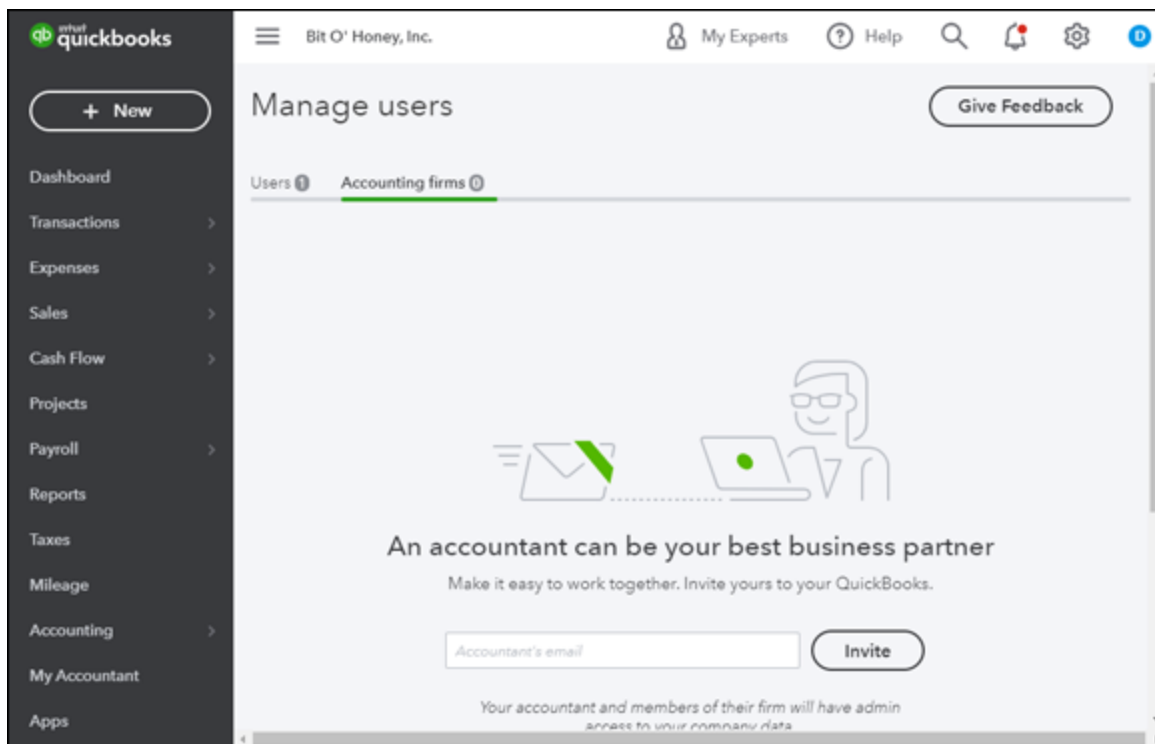 intuit
qb quickbooks
Bit O' Honey, Inc.
My Experts
? Help
D
+ New
Manage users
Give Feedback
Users 1
Accounting firms 0
Dashboard
Transactions
Expenses
Sales
Cash Flow
Projects
Payroll
Reports
Taxes
Mileage
Accounting
My Accountant
Apps
An accountant can be your best business partner
Make it easy to work together. Invite yours to your QuickBooks.
Accountant's email
Invite
Your accountant and members of their firm will have admin
access to your company data